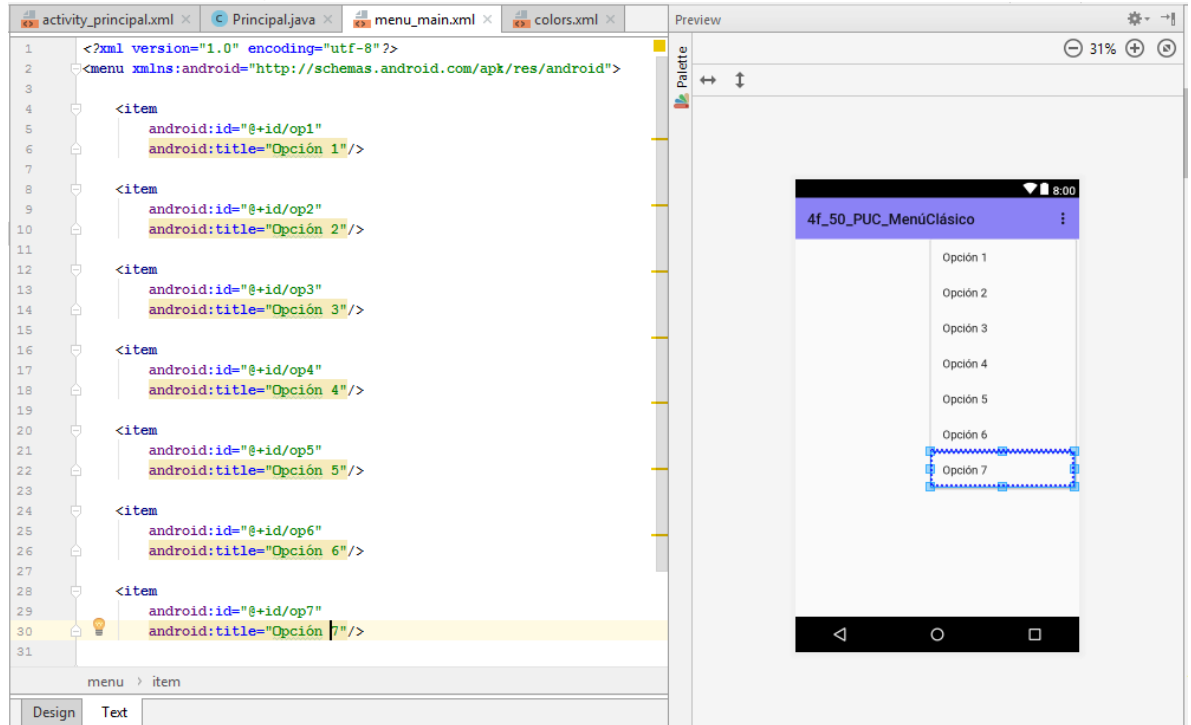 activity_principal.xml × Principal.java × menu_main.xml × colors.xml ×
1 <?xml version="1.0" encoding="utf-8"?>
2 <menu xmlns:android="http://schemas.android.com/apk/res/android">
3
4 <item
5 android:id="@+id/op1"
6 android:title="Opción 1"/>
7
8 <item
9 android:id="@+id/op2"
10 android:title="Opción 2"/>
11
12 <item
13 android:id="@+id/op3"
14 android:title="Opción 3"/>
15
16 <item
17 android:id="@+id/op4"
18 android:title="Opción 4"/>
19
20 <item
21 android:id="@+id/op5"
22 android:title="Opción 5"/>
23
24 <item
25 android:id="@+id/op6"
26 android:title="Opción 6"/>
27
28 <item
29 android:id="@+id/op7"
30 android:title="Opción 7"/>
31
menu › item
Design Text
Preview
31%
Palette
8:00
4f_50_PUC_MenúClásico
Opción 1
Opción 2
Opción 3
Opción 4
Opción 5
Opción 6
Opción 7